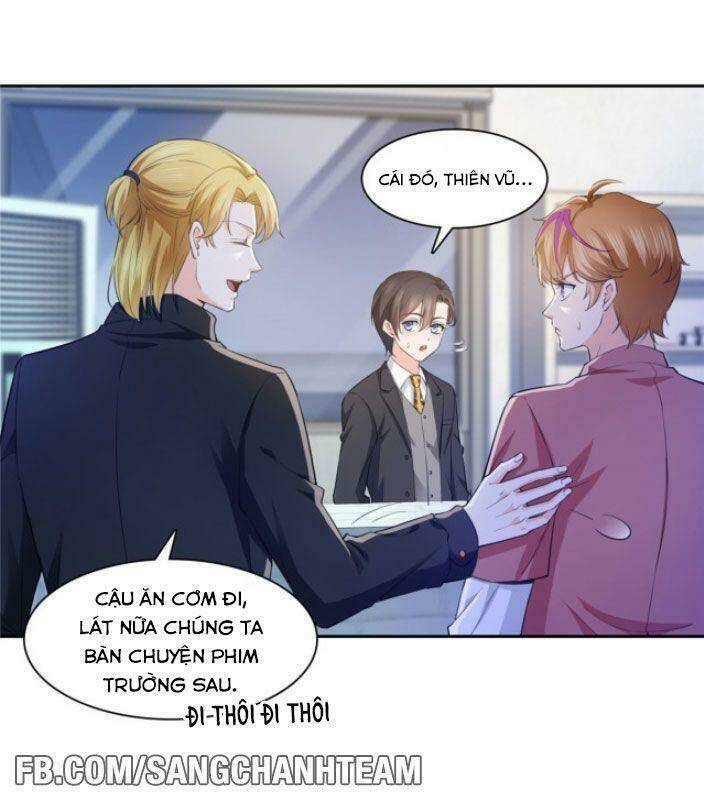 CÁI ĐÓ, THIÊN VŨ...
CẬU ĂN CƠM ĐI,
LÁT NỮA CHÚNG TA
BÀN CHUYỆN PHIM
TRƯỜNG SAU.
ĐI THÔI ĐI THÔI
FB.COM/SANGCHANHTEAM